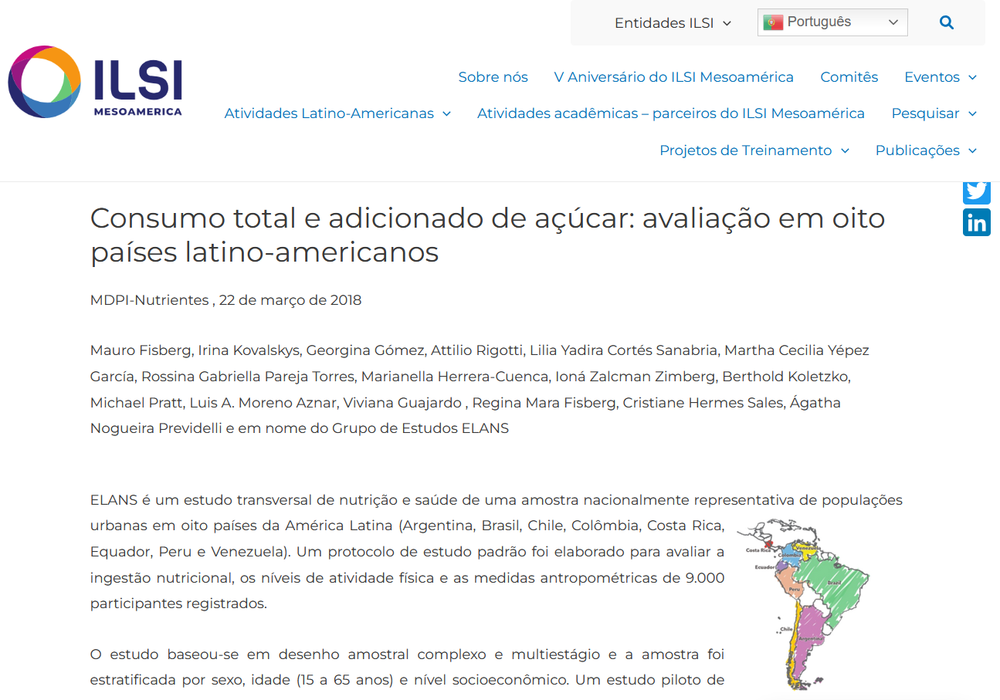 Entidades ILSI
Português
ILSI
MESOAMERICA
Sobre nós V Aniversário do ILSI Mesoamérica Comitês Eventos
Atividades Latino-Americanas Atividades acadêmicas – parceiros do ILSI Mesoamérica Pesquisar
Projetos de Treinamento Publicações
in
Consumo total e adicionado de açúcar: avaliação em oito
países latino-americanos
MDPI-Nutrientes , 22 de março de 2018
Mauro Fisberg, Irina Kovalskys, Georgina Gómez, Attilio Rigotti, Lilia Yadira Cortés Sanabria, Martha Cecilia Yépez
García, Rossina Gabriella Pareja Torres, Marianella Herrera-Cuenca, Ioná Zalcman Zimberg, Berthold Koletzko,
Michael Pratt, Luis A. Moreno Aznar, Viviana Guajardo , Regina Mara Fisberg, Cristiane Hermes Sales, Ágatha
Nogueira Previdelli e em nome do Grupo de Estudos ELANS
ELANS é um estudo transversal de nutrição e saúde de uma amostra nacionalmente representativa de populações
urbanas em oito países da América Latina (Argentina, Brasil, Chile, Colômbia, Costa Rica,
Equador, Peru e Venezuela). Um protocolo de estudo padrão foi elaborado para avaliar a
ingestão nutricional, os níveis de atividade física e as medidas antropométricas de 9.000
participantes registrados.
O estudo baseou-se em desenho amostral complexo e multiestágio e a amostra foi
estratificada por sexo, idade (15 a 65 anos) e nível socioeconômico. Um estudo piloto de
Costa Rica
Venezuela
Colombia
Ecuador
Brazil
Peru
Chile
Argentina